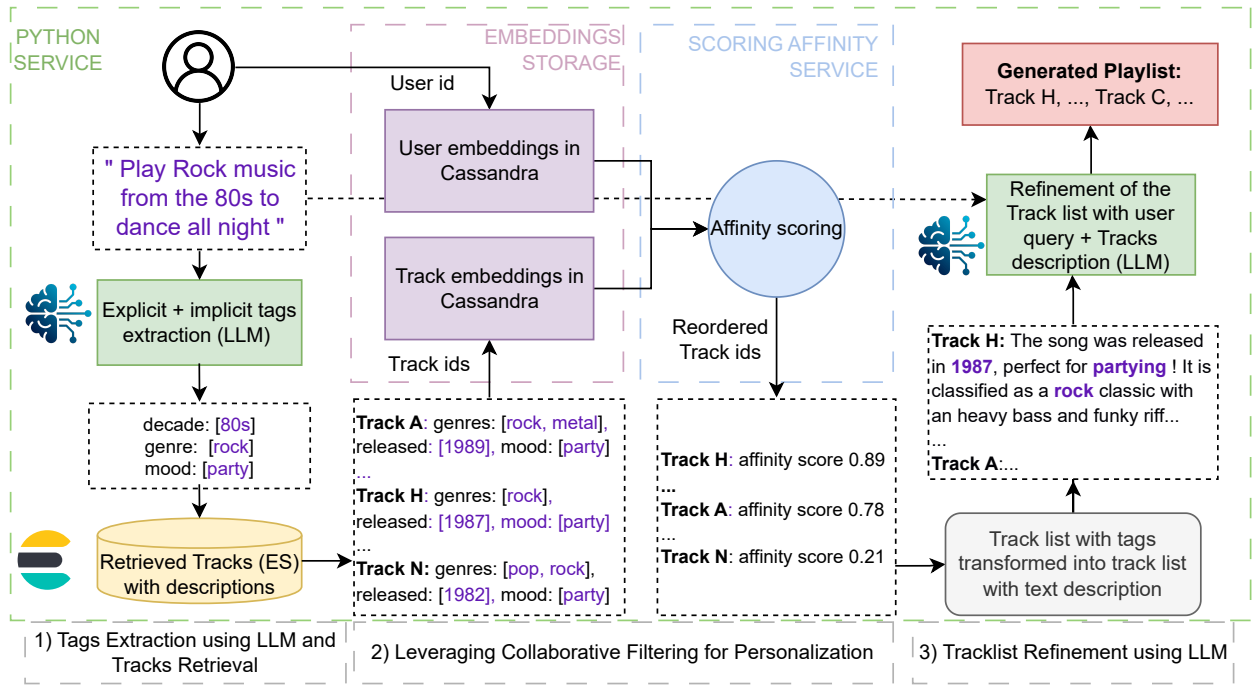 PYTHON
SERVICE
" Play Rock music
from the 80s to
dance all night "
Explicit + implicit tags
extraction (LLM)
decade: [80s]
genre: [rock]
mood: [party]
Retrieved Tracks (ES)
with descriptions
1) Tags Extraction using LLM and
Tracks Retrieval
EMBEDDINGS
STORAGE
User id
User embeddings in
Cassandra
Track embeddings in
Cassandra
Track ids
Track A: genres: [rock, metal],
released: [1989], mood: [party]
...
Track H: genres: [rock],
released: [1987], mood: [party]
...
Track N: genres: [pop, rock],
released: [1982], mood: [party]
SCORING AFFINITY
SERVICE
Affinity scoring
Reordered
Track ids
Track H: affinity score 0.89
...
Track A: affinity score 0.78
...
Track N: affinity score 0.21
2) Leveraging Collaborative Filtering for Personalization
Generated Playlist:
Track H, ..., Track C, ...
Refinement of the
Track list with user
query + Tracks
description (LLM)
Track H: The song was released
in 1987, perfect for partying ! It is
classified as a rock classic with
an heavy bass and funky riff...
...
Track A:...
Track list with tags
transformed into track list
with text description
3) Tracklist Refinement using LLM